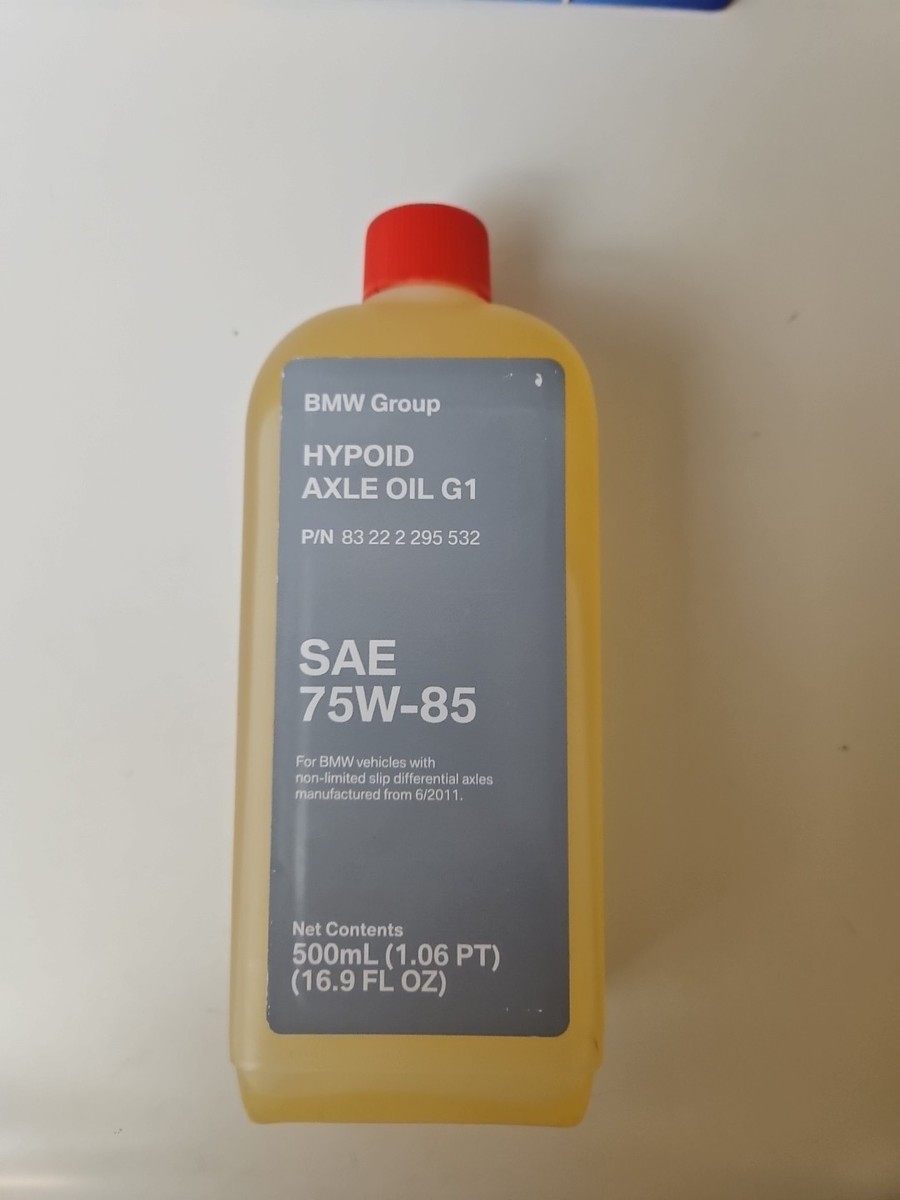 BMW Group
HYPOID
AXLE OIL G1
P/N 83 22 2 295 532
SAE
75W-85
For BMW vehicles with
non-limited slip differential axles
manufactured from 6/2011.
Net Contents
500mL (1.06 PT)
(16.9 FL OZ)